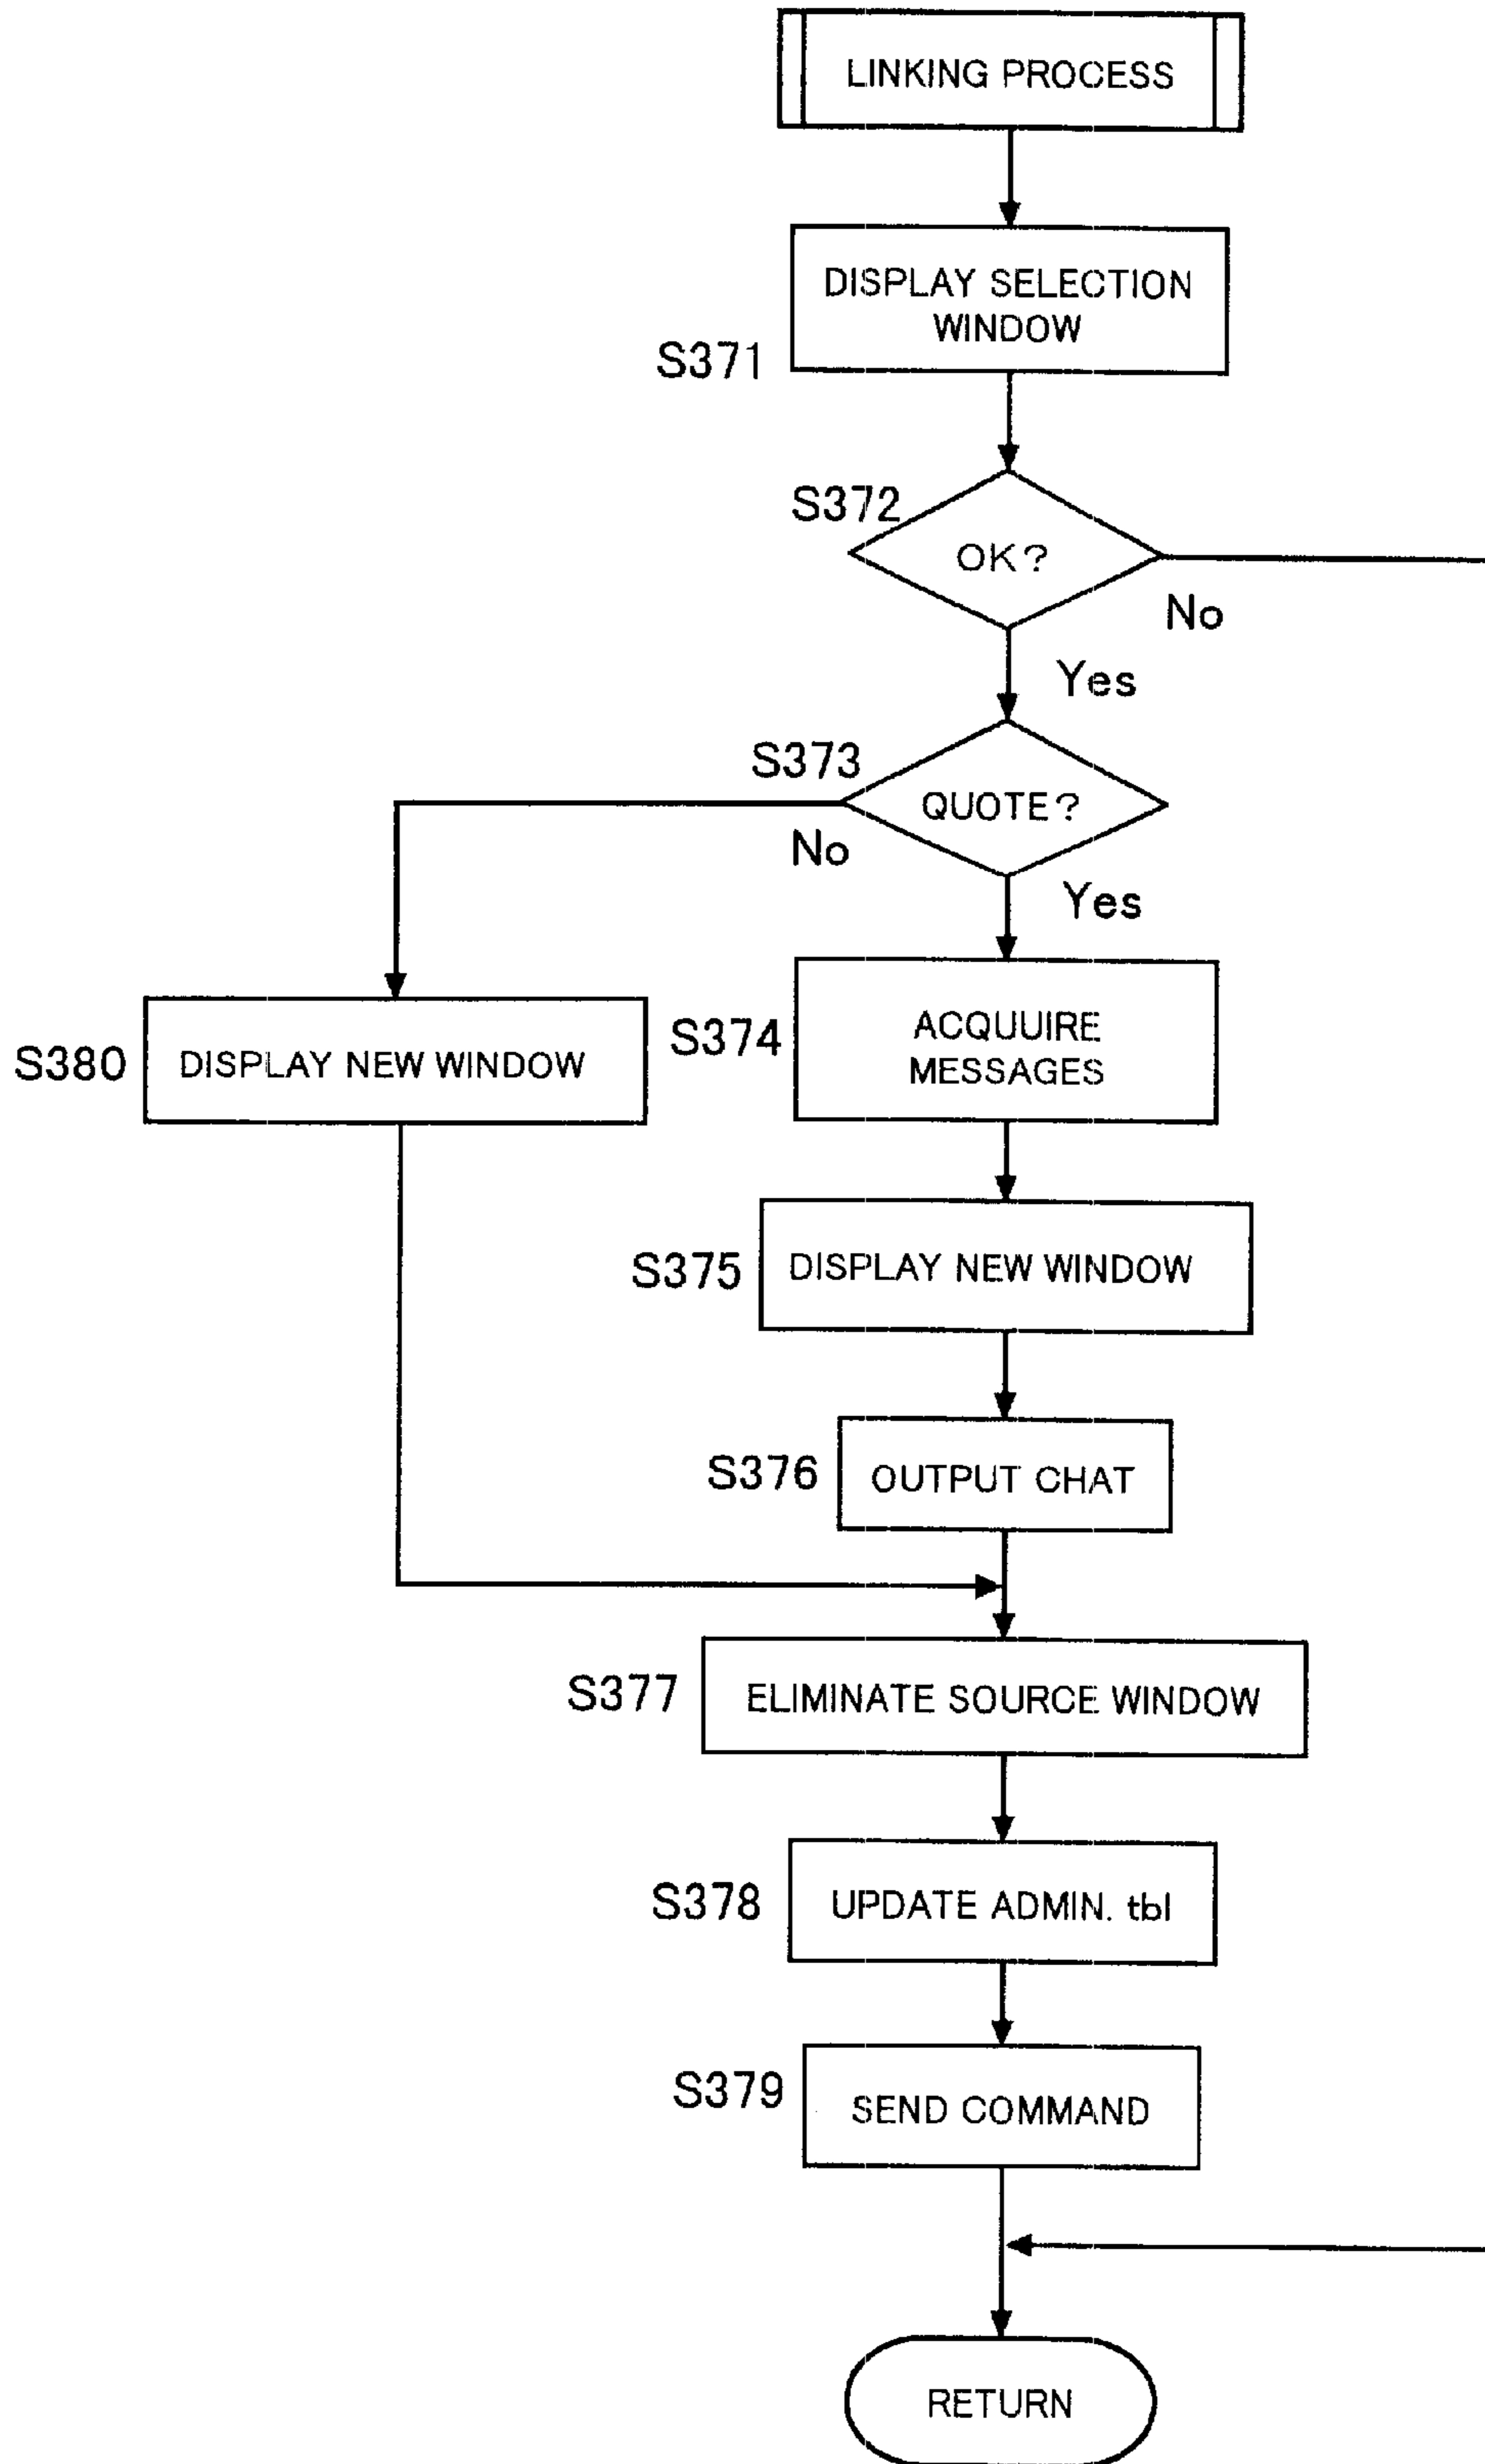 LINKING PROCESS
DISPLAY SELECTION
WINDOW
S371
S372
OK?
No
Yes
S373
QUOTE?
No
Yes
S374
ACQUUIRE
MESSAGES
S380
DISPLAY NEW WINDOW
S375
DISPLAY NEW WINDOW
S376
OUTPUT CHAT
S377
ELIMINATE SOURCE WINDOW
S378
UPDATE ADMIN. tbl
S379
SEND COMMAND
RETURN